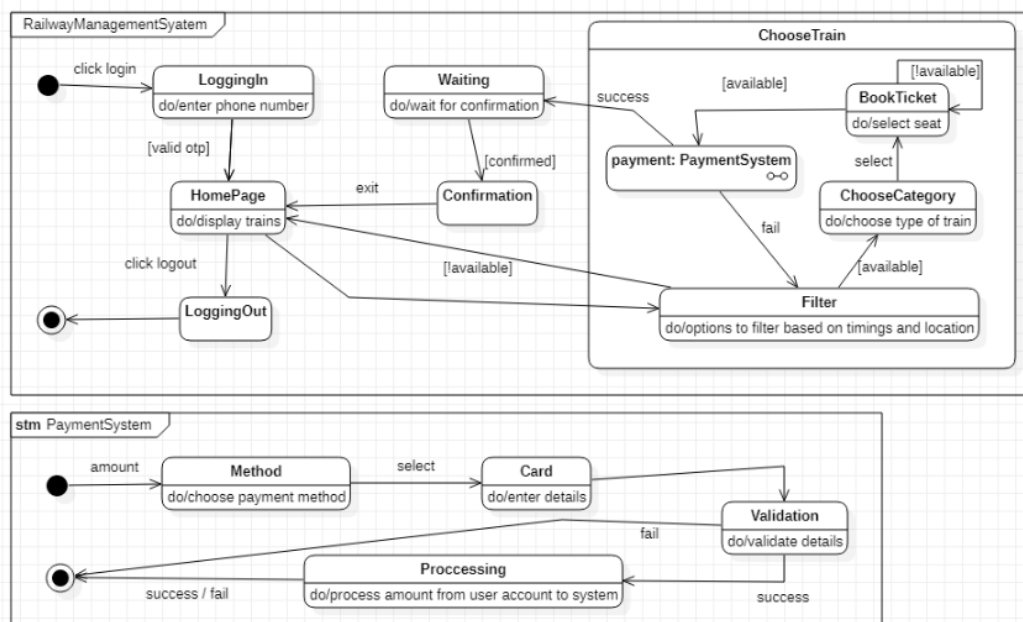 RailwayManagementSyatem
ChooseTrain
click login
LoggingIn
do/enter phone number
Waiting
do/wait for confirmation
success
[available]
[!available]
BookTicket
do/select seat
[valid otp]
[confirmed]
payment: PaymentSystem
select
HomePage
do/display trains
exit
Confirmation
ChooseCategory
do/choose type of train
fail
click logout
[!available]
[available]
LoggingOut
Filter
do/options to filter based on timings and location
stm PaymentSystem
amount
Method
do/choose payment method
select
Card
do/enter details
Validation
do/validate details
fail
Proccessing
do/process amount from user account to system
success / fail
success